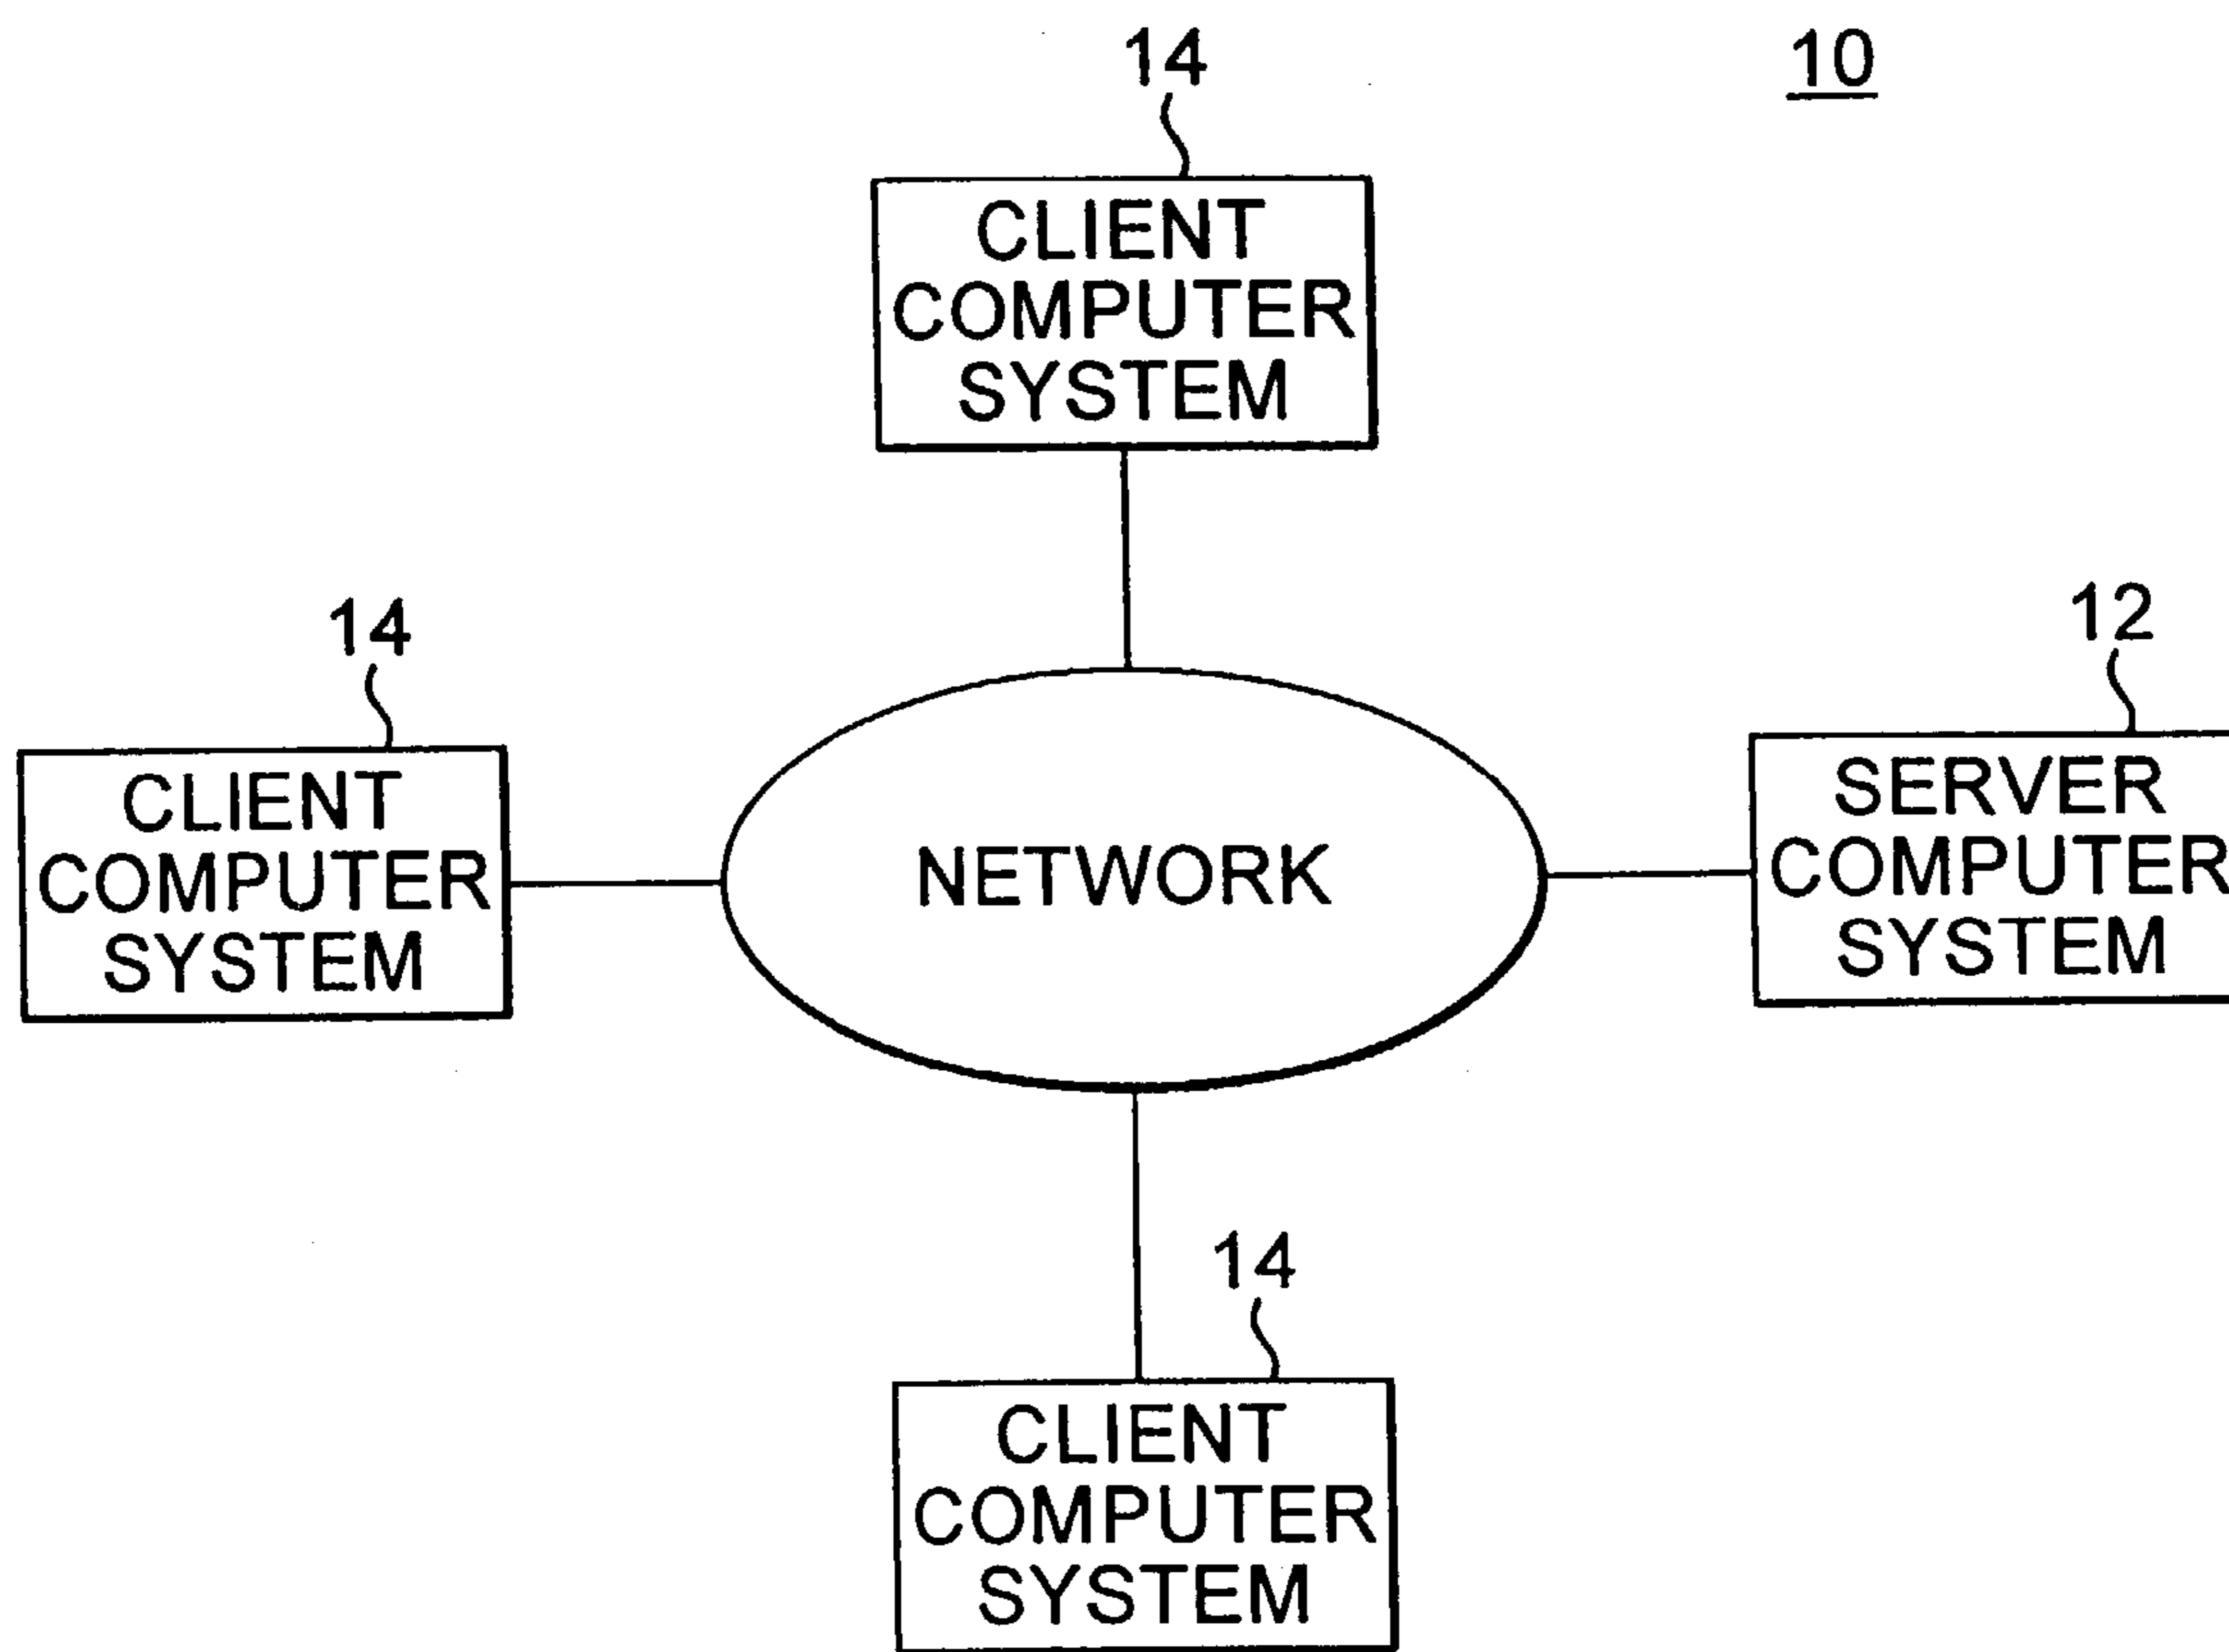 14
10
CLIENT
COMPUTER
SYSTEM
14
12
CLIENT
COMPUTER
SYSTEM
NETWORK
SERVER
COMPUTER
SYSTEM
14
CLIENT
COMPUTER
SYSTEM